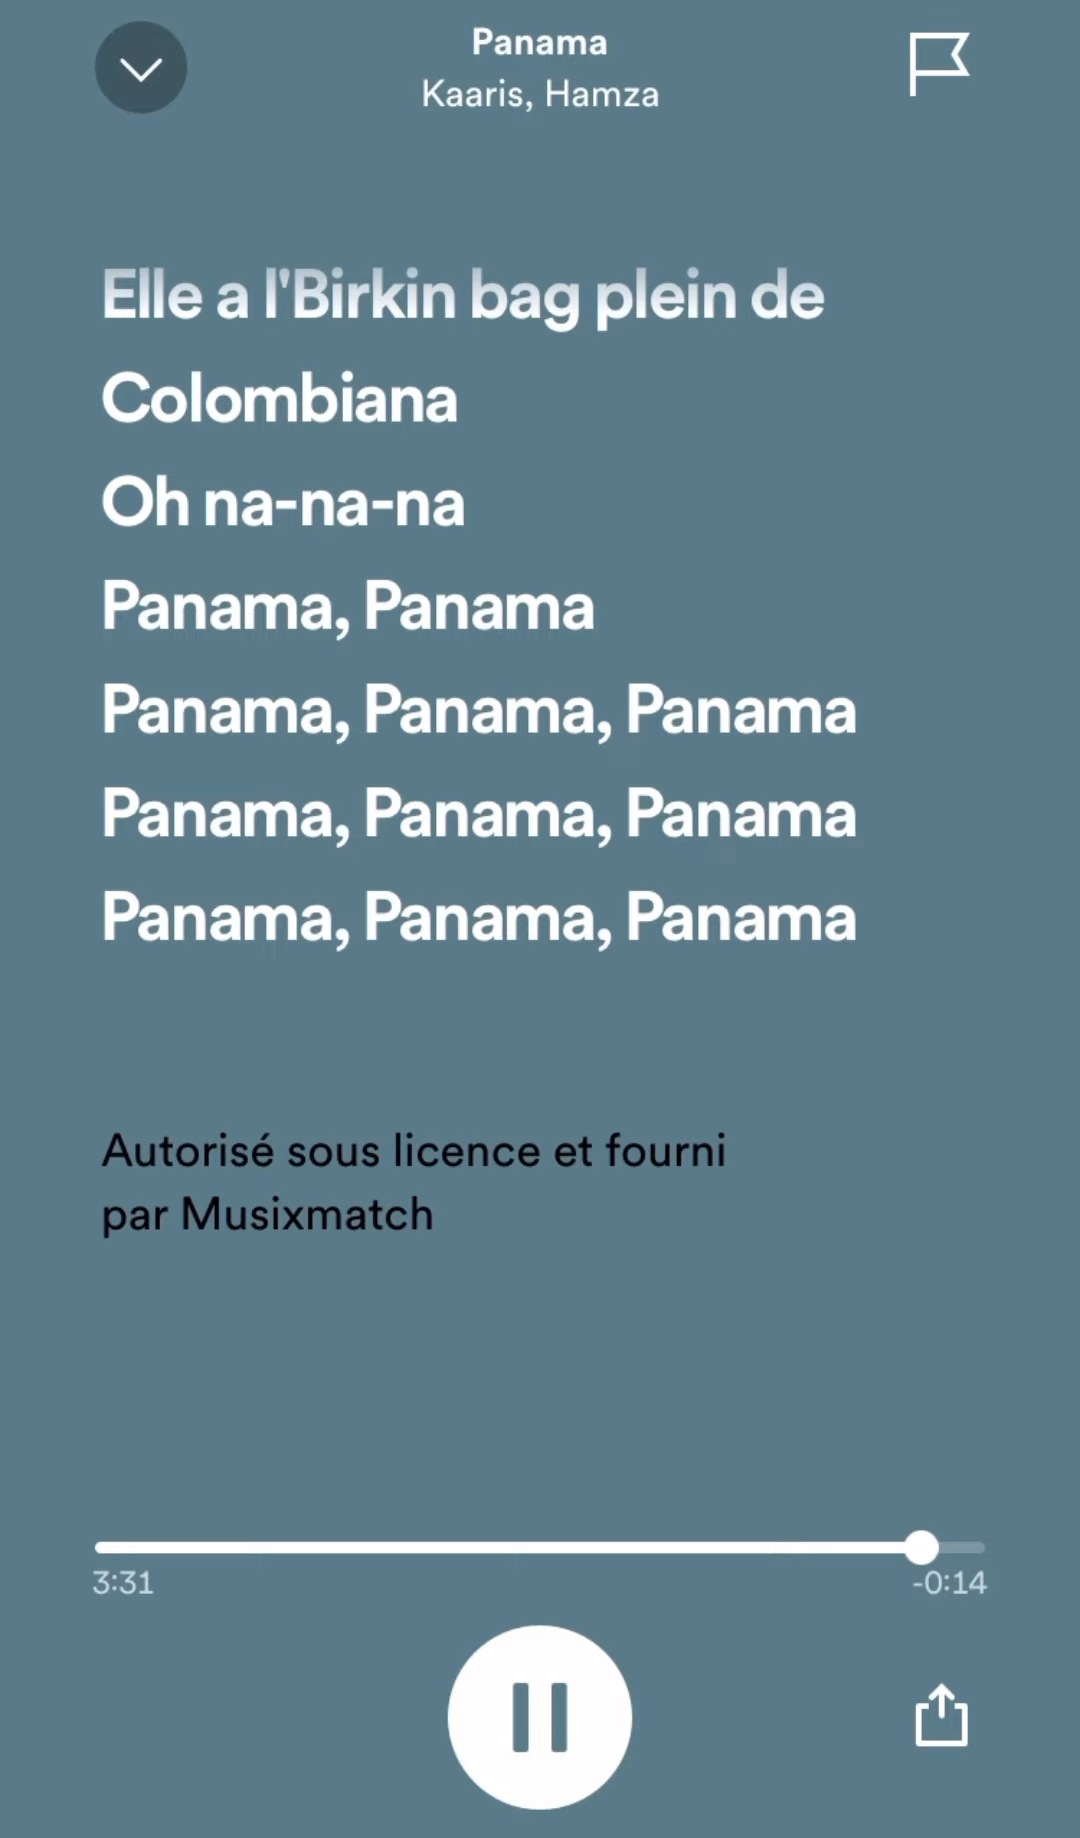 Panama
Kaaris, Hamza
Elle a l'Birkin bag plein de
Colombiana
Oh na-na-na
Panama, Panama
Panama, Panama, Panama
Panama, Panama, Panama
Panama, Panama, Panama
Autorisé sous licence et fourni
par Musixmatch
3:31
-0:14